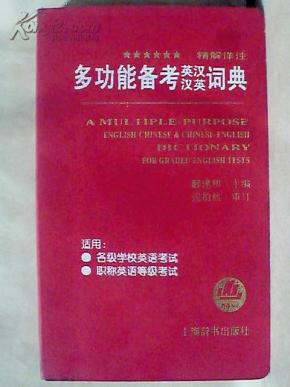 ★★★★★★ 精解详注
多功能备考英汉汉英词典
A MULTIPLE-PURPOSE
ENGLISH-CHINESE & CHINESE-ENGLISH
DICTIONARY
FOR GRADED ENGLISH TESTS
主编
审订
适用：
● 各级学校英语考试
● 职称英语等级考试
上海辞书出版社